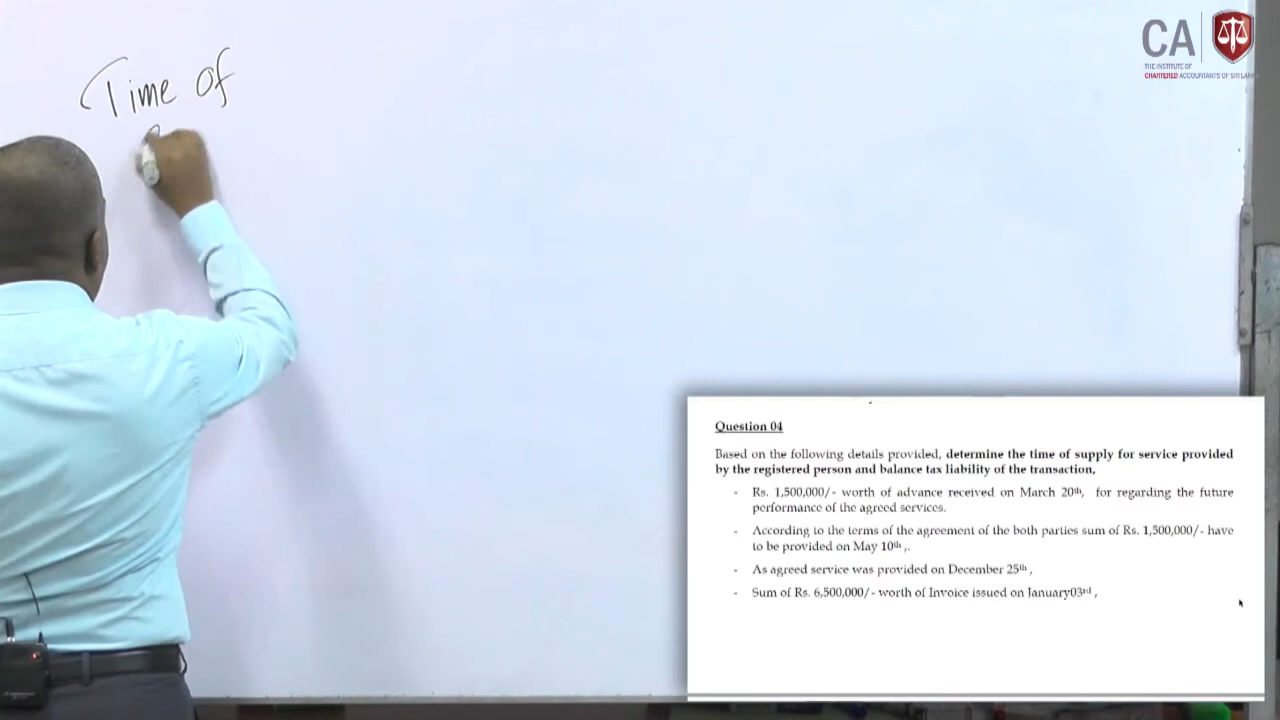 Time of
CA
THE INSTITUTE OF
CHARTERED ACCOUNTANTS OF SRI LANKA
Question 04
Based on the following details provided, determine the time of supply for service provided
by the registered person and balance tax liability of the transaction,
- Rs. 1,500,000/- worth of advance received on March 20th, for regarding the future
performance of the agreed services.
- According to the terms of the agreement of the both parties sum of Rs. 1,500,000/- have
to be provided on May 10th ,.
- As agreed service was provided on December 25th ,
- Sum of Rs. 6,500,000/- worth of Invoice issued on January03rd ,